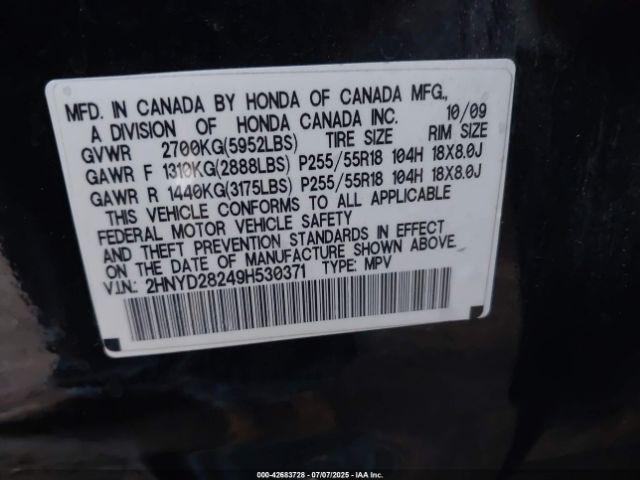 MFD. IN CANADA BY HONDA OF CANADA MFG.,
A DIVISION OF HONDA CANADA INC. 10/09
GVWR 2700KG(5952LBS) TIRE SIZE RIM SIZE
GAWR F 1310KG(2888LBS) P255/55R18 104H 18X8.0J
GAWR R 1440KG(3175LBS) P255/55R18 104H 18X8.0J
THIS VEHICLE CONFORMS TO ALL APPLICABLE
FEDERAL MOTOR VEHICLE SAFETY
AND THEFT PREVENTION STANDARDS IN EFFECT
ON THE DATE OF MANUFACTURE SHOWN ABOVE.
V.I.N.: 2HNYD28249H530371 TYPE: MPV
000-42683728 - 07/07/2025 - IAA Inc.